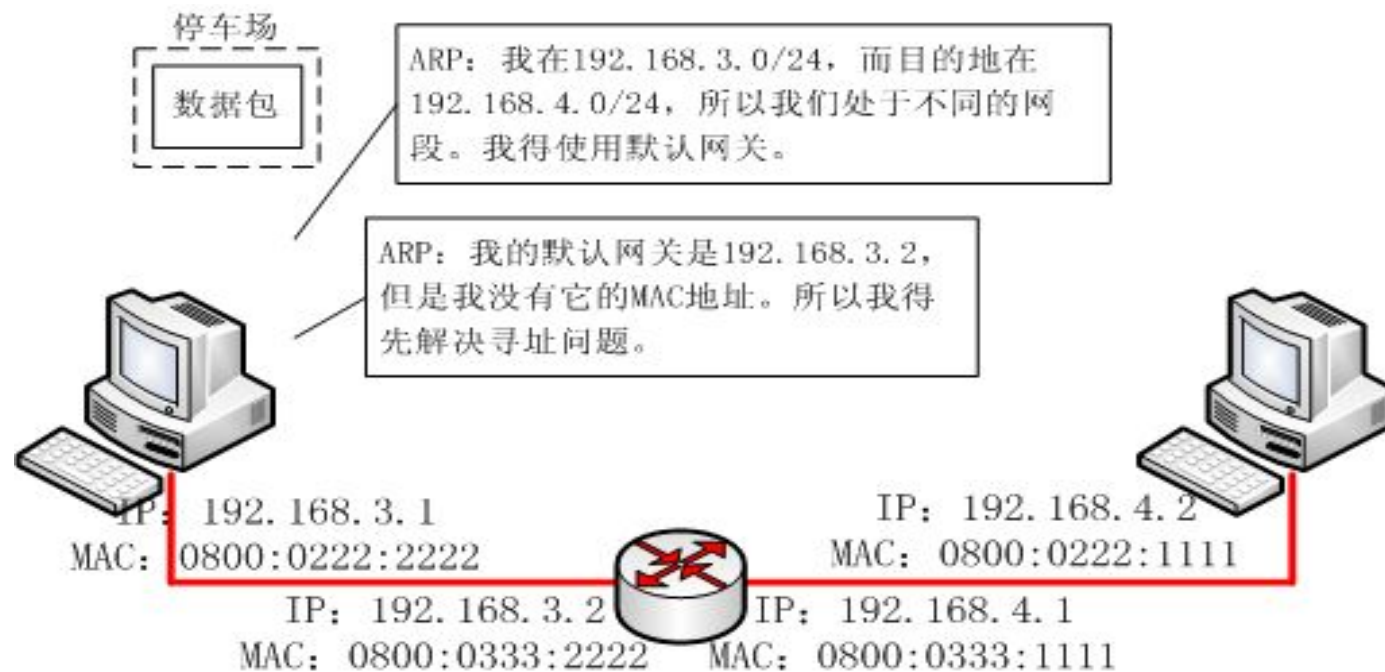 停车场
数据包
ARP：我在192.168.3.0/24，而目的地在
192.168.4.0/24，所以我们处于不同的网
段。我得使用默认网关。
ARP：我的默认网关是192.168.3.2，
但是我没有它的MAC地址。所以我得
先解决寻址问题。
IP：192.168.3.1
MAC：0800:0222:2222
IP：192.168.4.2
MAC：0800:0222:1111
IP：192.168.3.2
MAC：0800:0333:2222
IP：192.168.4.1
MAC：0800:0333:1111